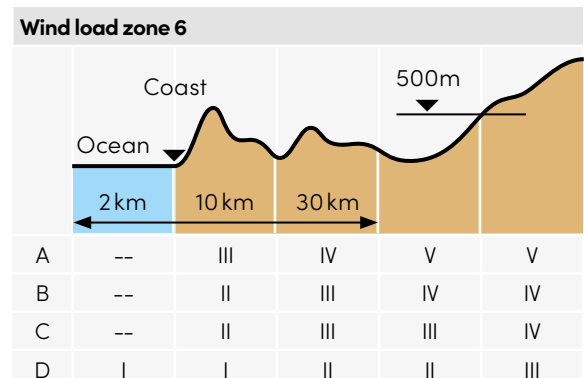 Wind load zone 6
500m
Coast
Ocean
2 km 10 km 30 km
A -- III IV V V
B -- II III IV IV
C -- II III III IV
D I I II II III